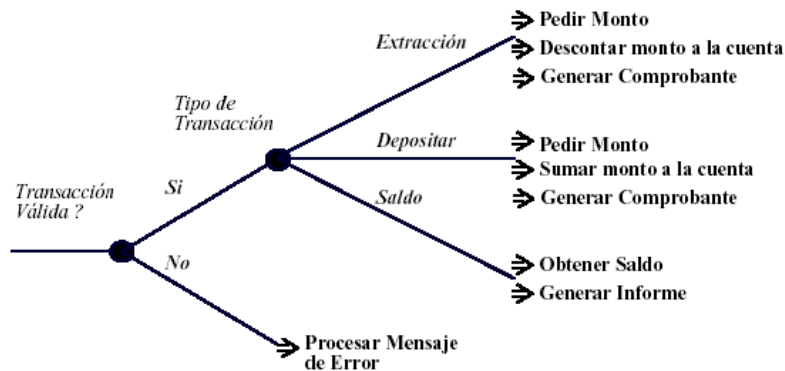 Extracción
Pedir Monto
Descontar monto a la cuenta
Generar Comprobante
Tipo de
Transacción
Depositar
Pedir Monto
Sumar monto a la cuenta
Generar Comprobante
Transacción
Válida ?
Si
Saldo
Obtener Saldo
Generar Informe
No
Procesar Mensaje
de Error